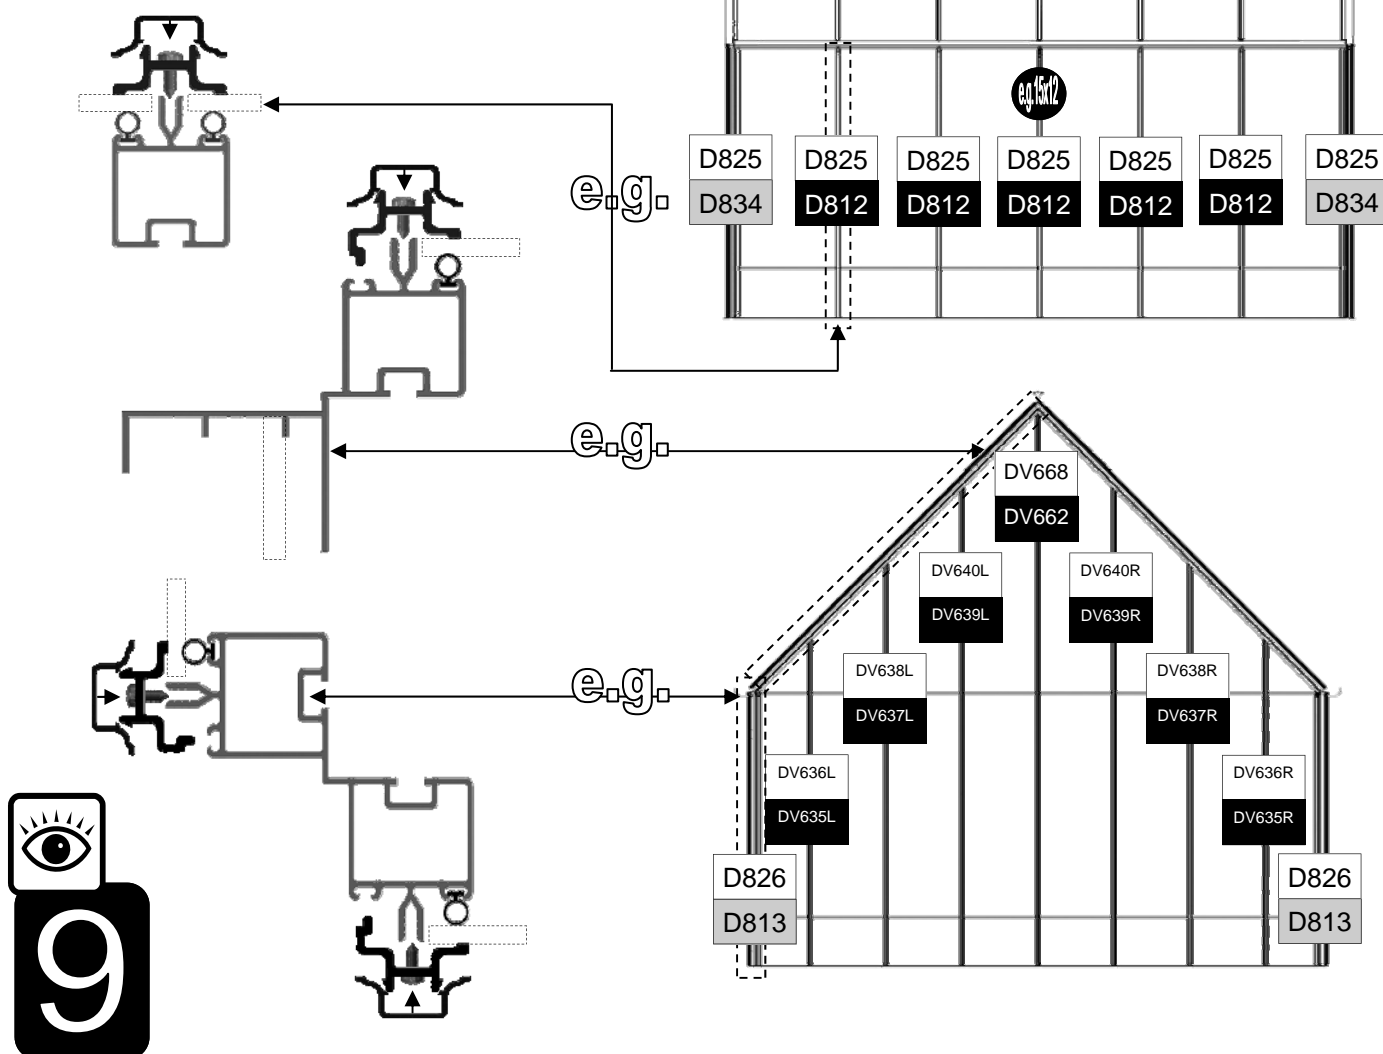 e.g.15x12
D825 D825 D825 D825 D825 D825 D825
e.g. D834 D812 D812 D812 D812 D812 D834
e.g.
DV668
DV662
DV640L DV640R
DV639L DV639R
DV638L DV638R
e.g.
DV637L DV637R
DV636L DV636R
DV635L DV635R
D826 D826
D813 D813
9